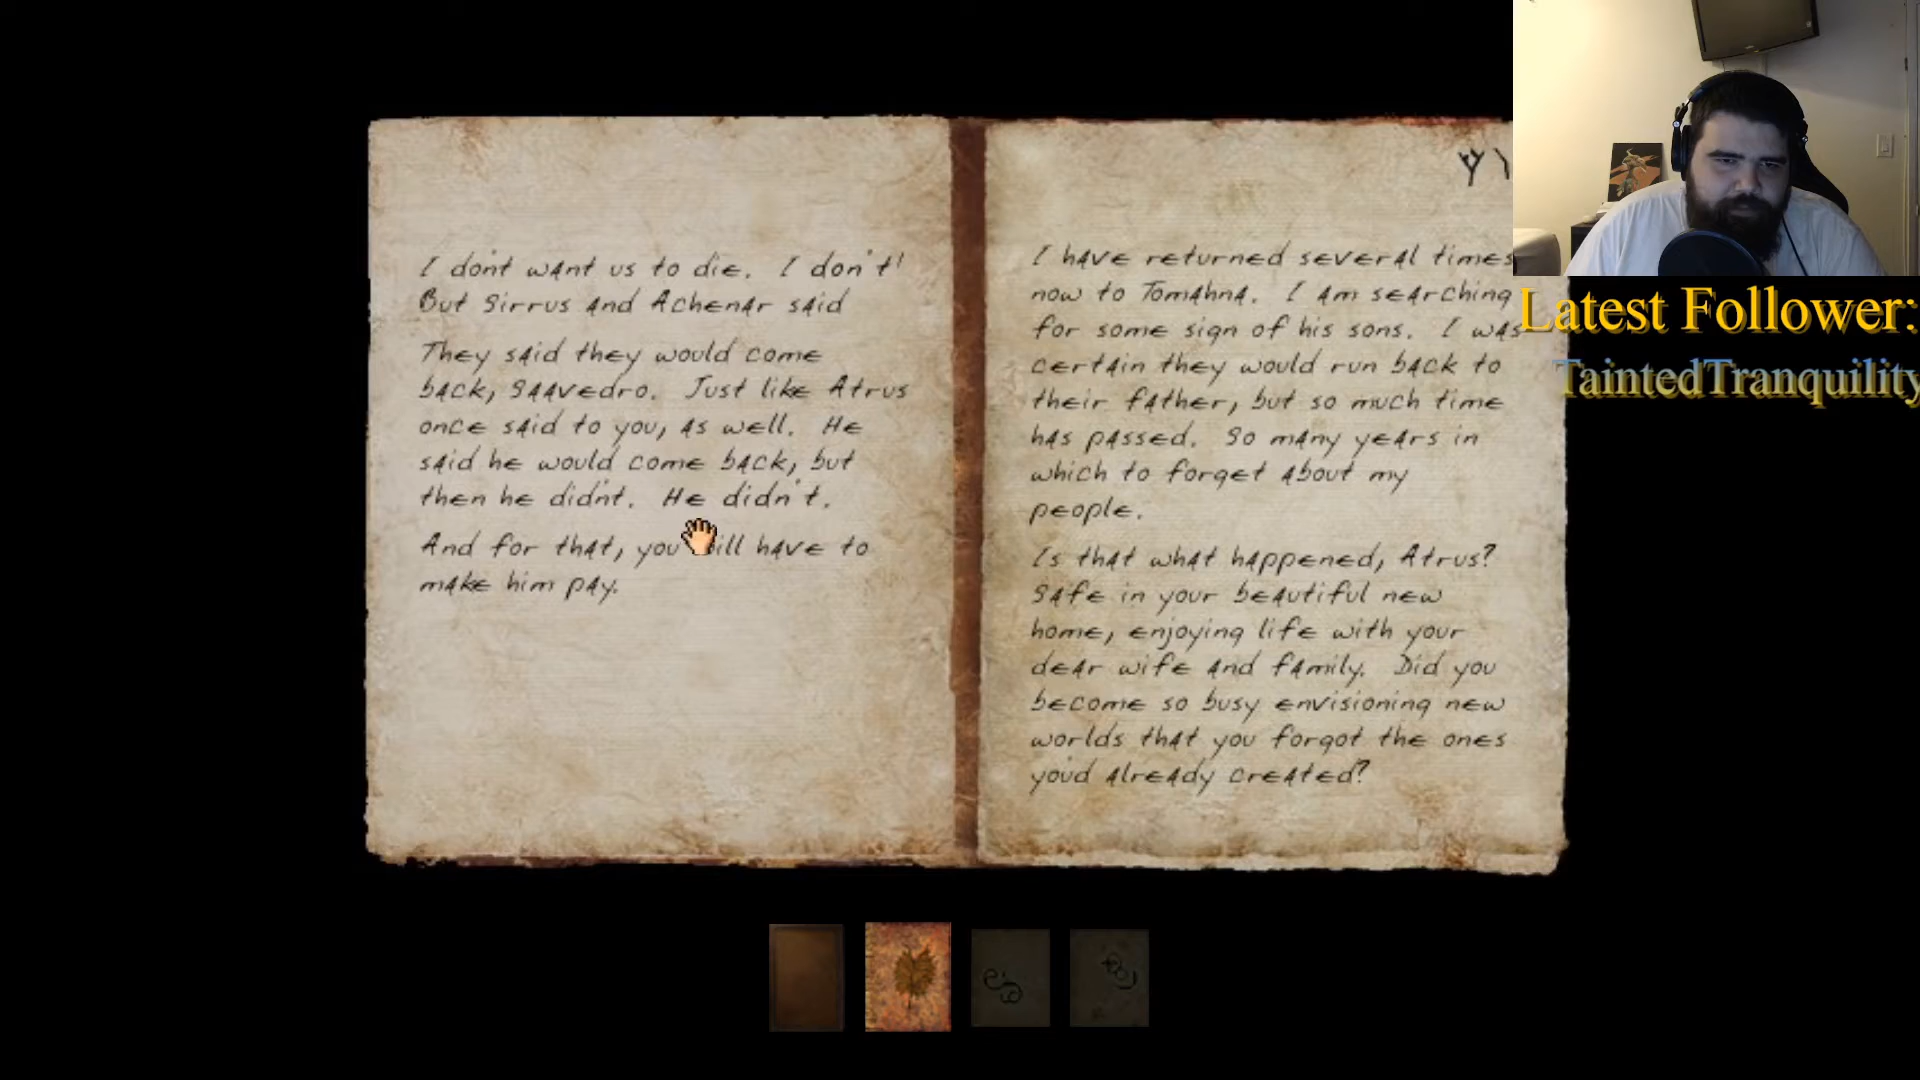 I dont want us to die. I don't!
But Sirrus and Achenar said
They said they would come
back, Saavedro. Just like Atrus
once said to you, as well. He
said he would come back, but
then he didn't. He didn't.
And for that, you will have to
make him pay.
I have returned several times
now to Tomahna. I am searching
for some sign of his sons. I was
certain they would run back to
their father, but so much time
has passed. So many years in
which to forget about my
people.
Is that what happened, Atrus?
Safe in your beautiful new
home, enjoying life with your
dear wife and family. Did you
become so busy envisioning new
worlds that you forgot the ones
you'd already created?
Latest Follower:
TaintedTranquility